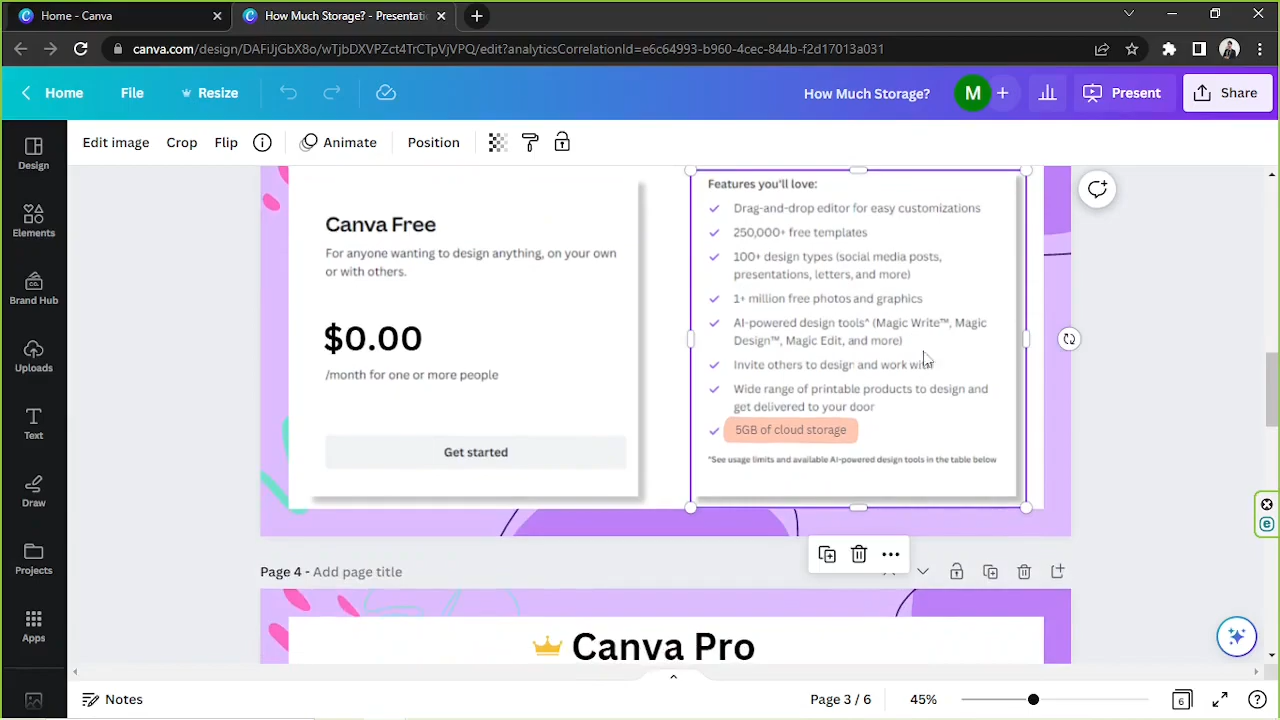 Home - Canva
How Much Storage? - Presentati
canva.com/design/DAFiJjGbX8o/wTjbDXVPZct4TrCTpVjVPQ/edit?analyticsCorrelationId=e6c64993-b960-4cec-844b-f2d17013a031
Home File Resize How Much Storage? M + Present Share
Edit image Crop Flip Animate Position
Design
Elements
Brand Hub
Uploads
Text
Draw
Projects
Apps
Canva Free
For anyone wanting to design anything, on your own
or with others.
$0.00
/month for one or more people
Get started
Features you'll love:
Drag-and-drop editor for easy customizations
250,000+ free templates
100+ design types (social media posts,
presentations, letters, and more)
1+ million free photos and graphics
AI-powered design tools^ (Magic Write™, Magic
Design™, Magic Edit, and more)
Invite others to design and work with
Wide range of printable products to design and
get delivered to your door
5GB of cloud storage
*See usage limits and available AI-powered design tools in the table below
Page 4 - Add page title
Canva Pro
Notes
Page 3 / 6 45% 6